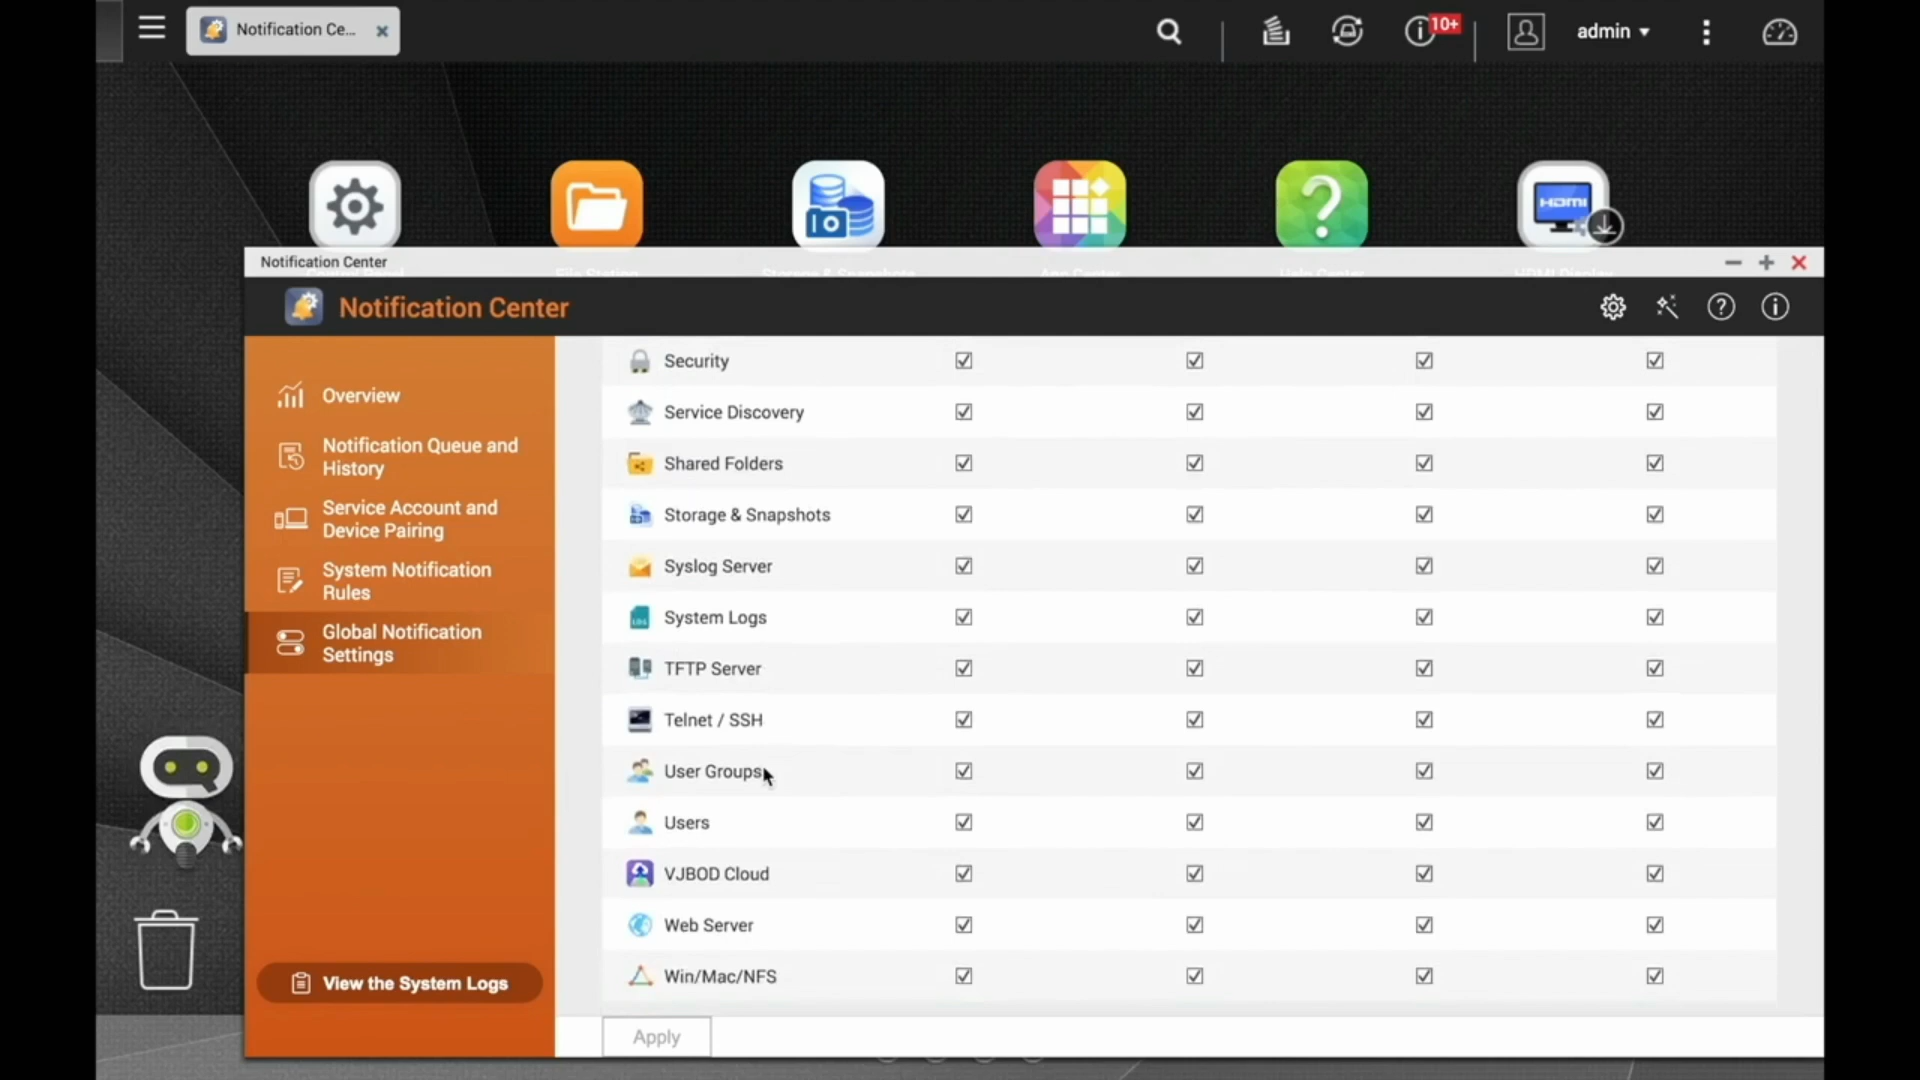 Notification Ce...
10+
admin
HDMI
Notification Center
Notification Center
Overview
Notification Queue and
History
Service Account and
Device Pairing
System Notification
Rules
Global Notification
Settings
View the System Logs
Security
Service Discovery
Shared Folders
Storage & Snapshots
Syslog Server
System Logs
TFTP Server
Telnet / SSH
User Groups
Users
VJBOD Cloud
Web Server
Win/Mac/NFS
Apply